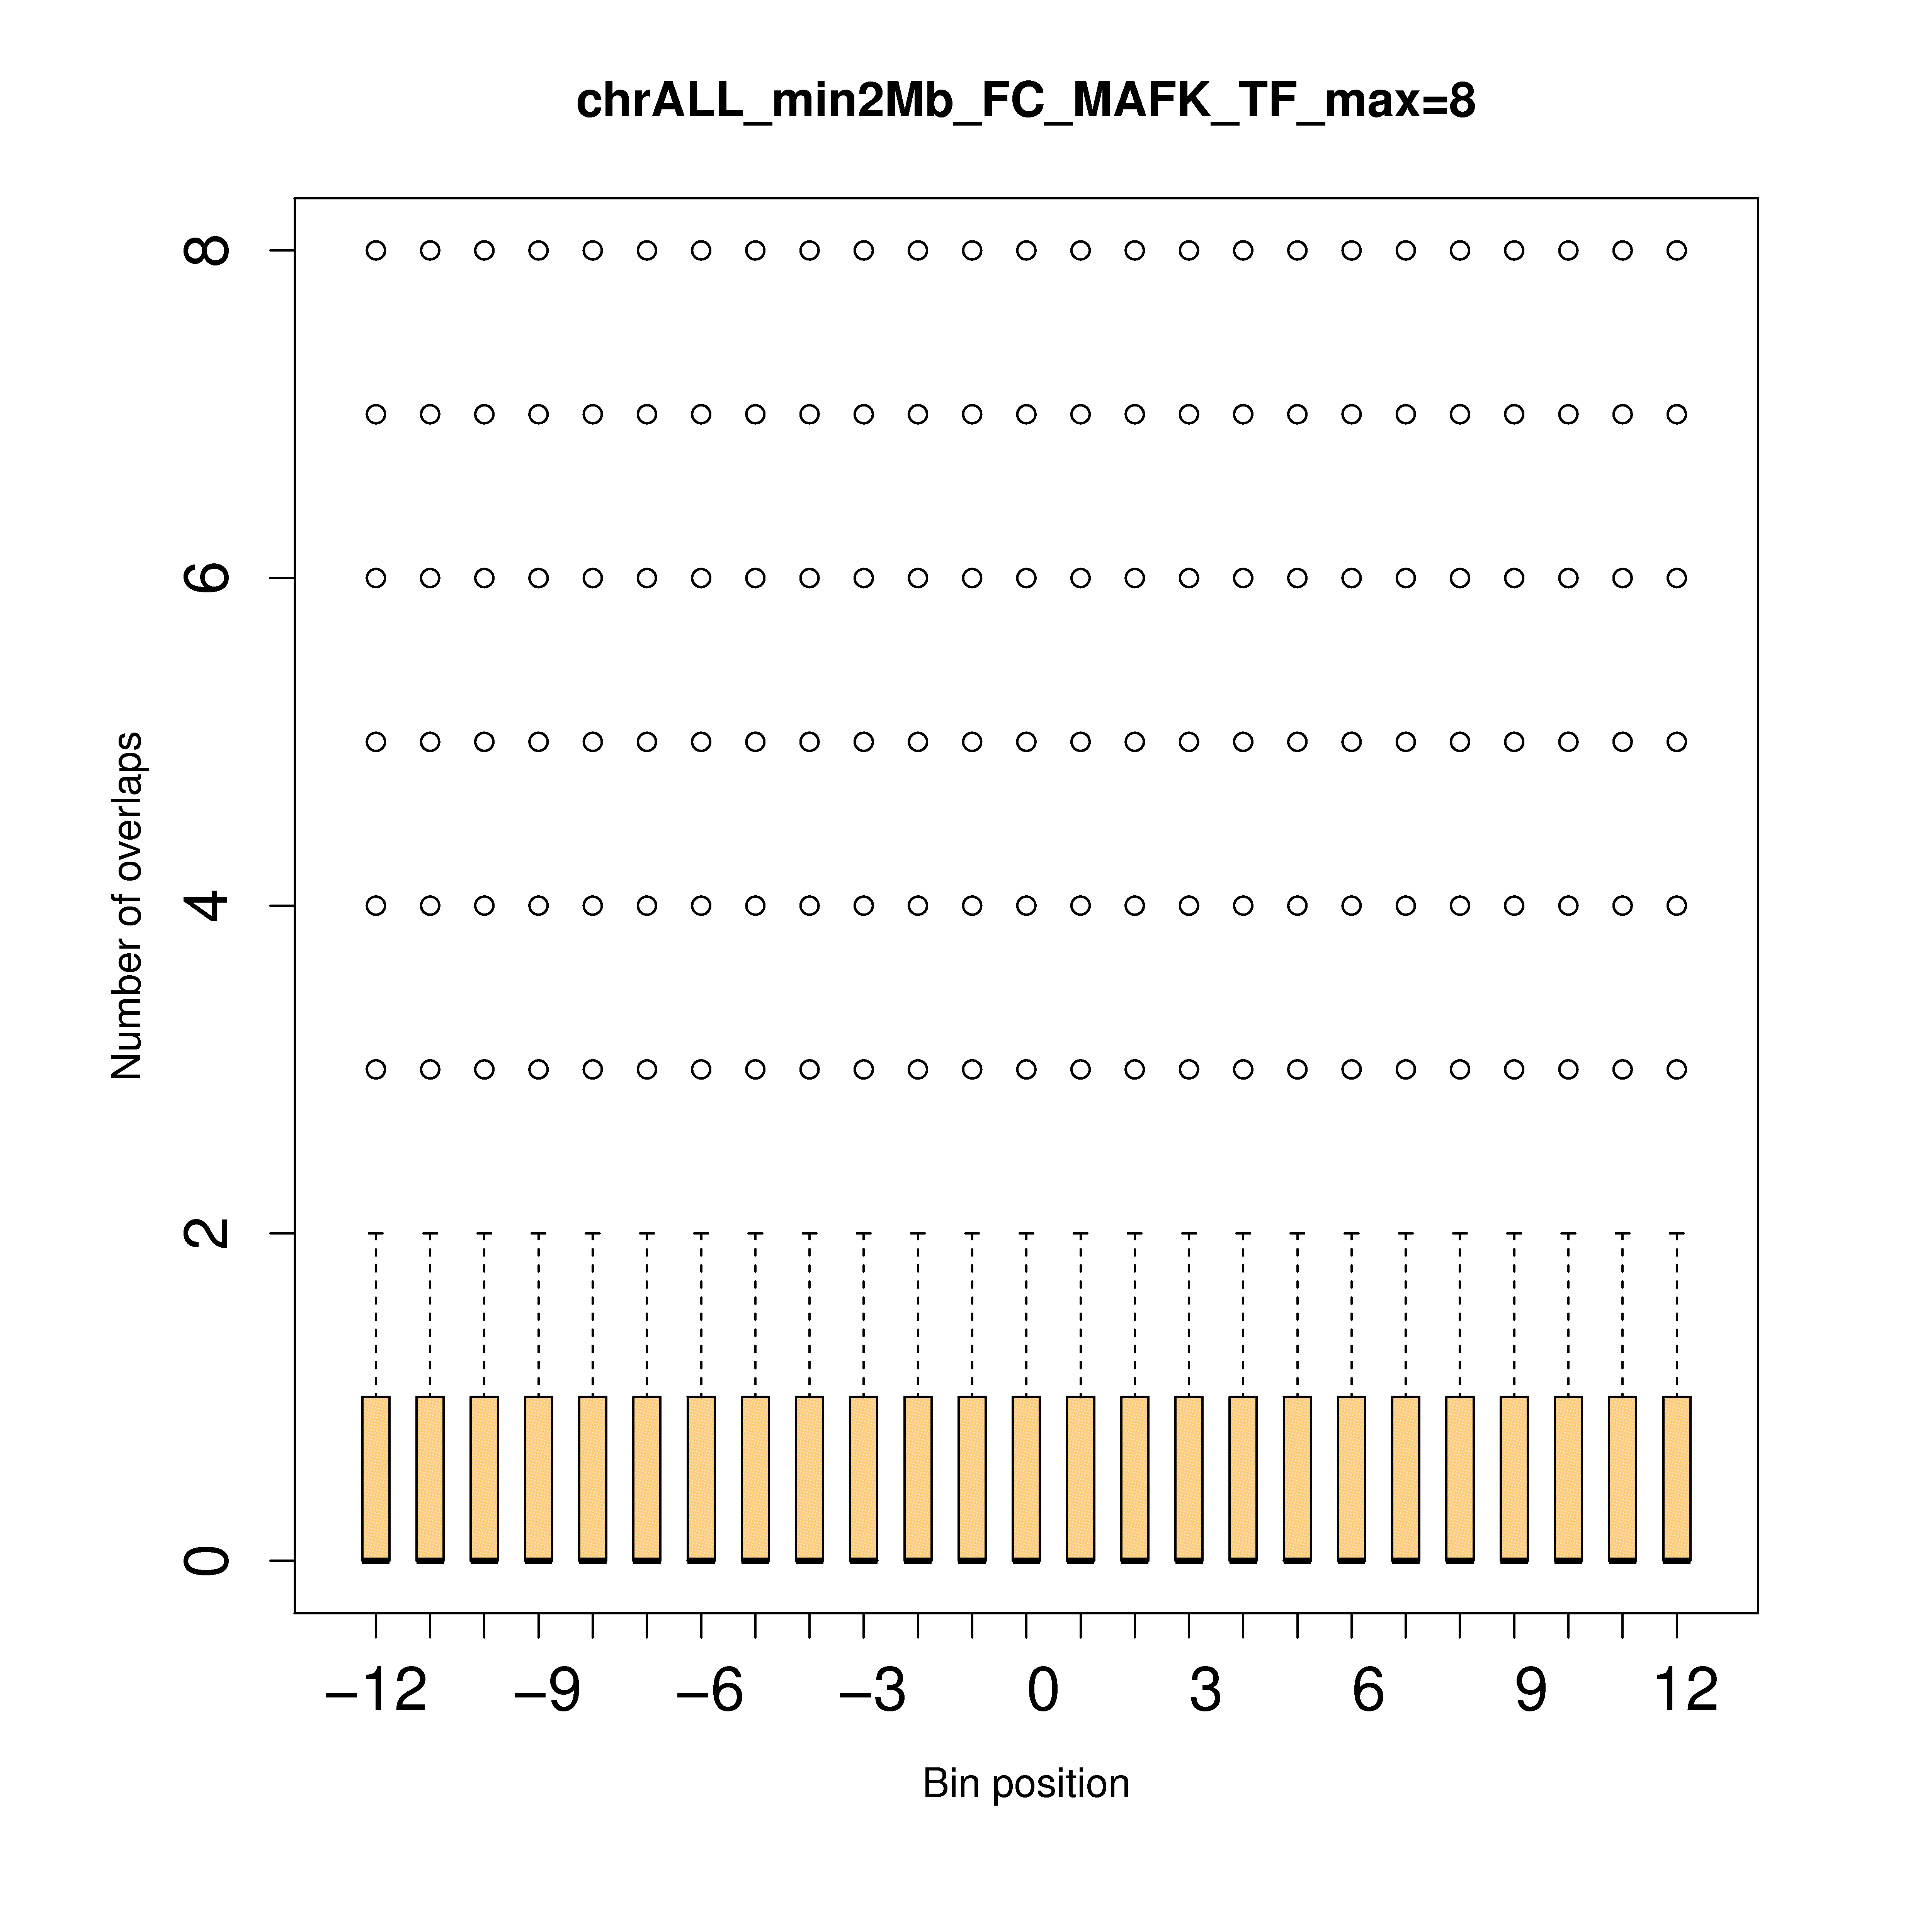 chrALL_min2Mb_FC_MAFK_TF_max=8
8
6
4
2
0
Number of overlaps
−12 −9 −6 −3 0 3 6 9 12
Bin position